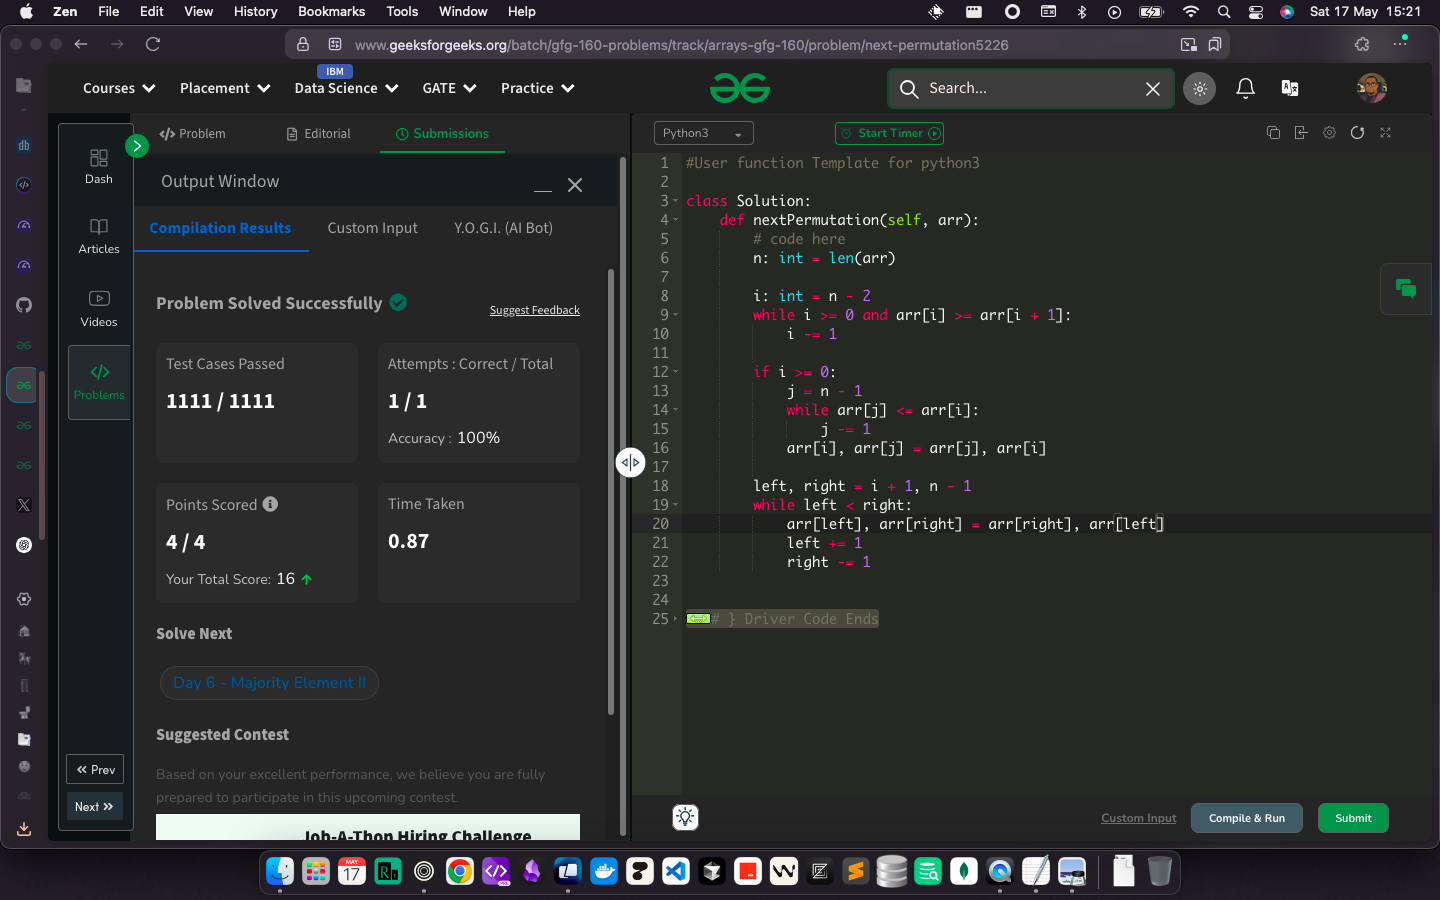 Zen File Edit View History Bookmarks Tools Window Help Sat 17 May 15:21
www.geeksforgeeks.org/batch/gfg-160-problems/track/arrays-gfg-160/problem/next-permutation5226
IBM
Courses Placement Data Science GATE Practice Search...
Dash
Articles
Videos
Problems
Prev
Next
Problem Editorial Submissions
Output Window
Compilation Results Custom Input Y.O.G.I. (AI Bot)
Problem Solved Successfully
Suggest Feedback
Test Cases Passed
1111 / 1111
Attempts : Correct / Total
1 / 1
Accuracy : 100%
Points Scored
4 / 4
Your Total Score: 16
Time Taken
0.87
Solve Next
Day 6 - Majority Element II
Suggested Contest
Based on your excellent performance, we believe you are fully
prepared to participate in this upcoming contest.
Job-A-Thon Hiring Challenge
Python3 Start Timer
1 #User function Template for python3
2
3 class Solution:
4 def nextPermutation(self, arr):
5 # code here
6 n: int = len(arr)
7
8 i: int = n - 2
9 while i >= 0 and arr[i] >= arr[i + 1]:
10 i -= 1
11
12 if i >= 0:
13 j = n - 1
14 while arr[j] <= arr[i]:
15 j -= 1
16 arr[i], arr[j] = arr[j], arr[i]
17
18 left, right = i + 1, n - 1
19 while left < right:
20 arr[left], arr[right] = arr[right], arr[left]
21 left += 1
22 right -= 1
23
24
25 # } Driver Code Ends
Custom Input Compile & Run Submit
MAY
17